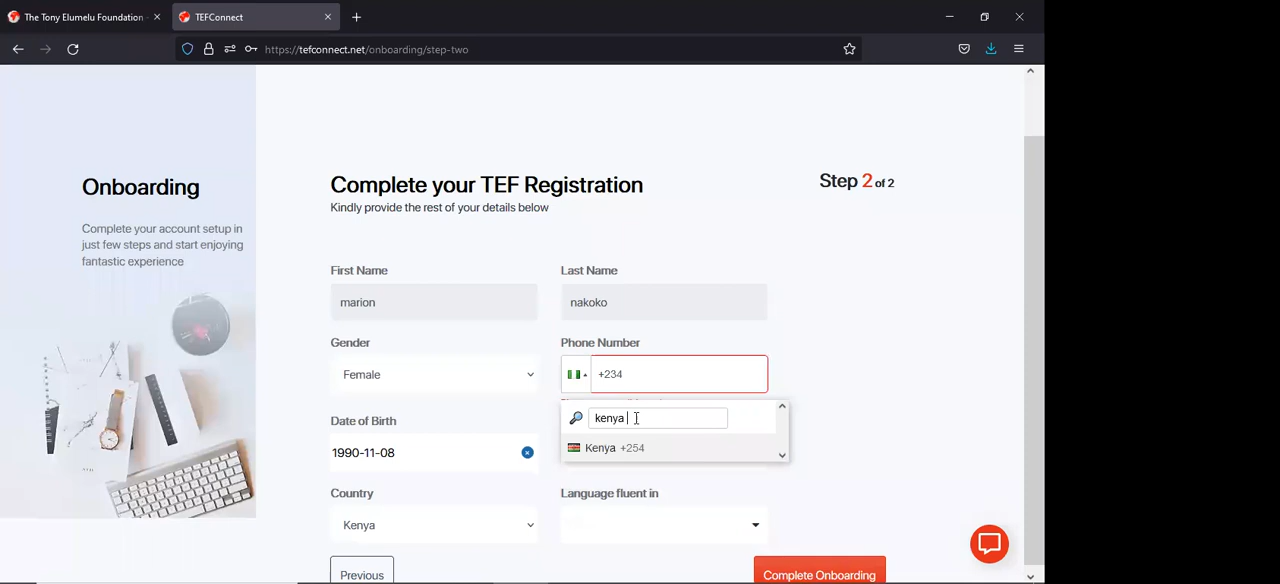 The Tony Elumelu Foundation -
TEFConnect
https://tefconnect.net/onboarding/step-two
Onboarding
Complete your account setup in
just few steps and start enjoying
fantastic experience
Complete your TEF Registration
Kindly provide the rest of your details below
Step 2 of 2
First Name
Last Name
marion
nakoko
Gender
Phone Number
Female
+234
kenya
Kenya +254
Date of Birth
1990-11-08
Country
Language fluent in
Kenya
Previous
Complete Onboarding